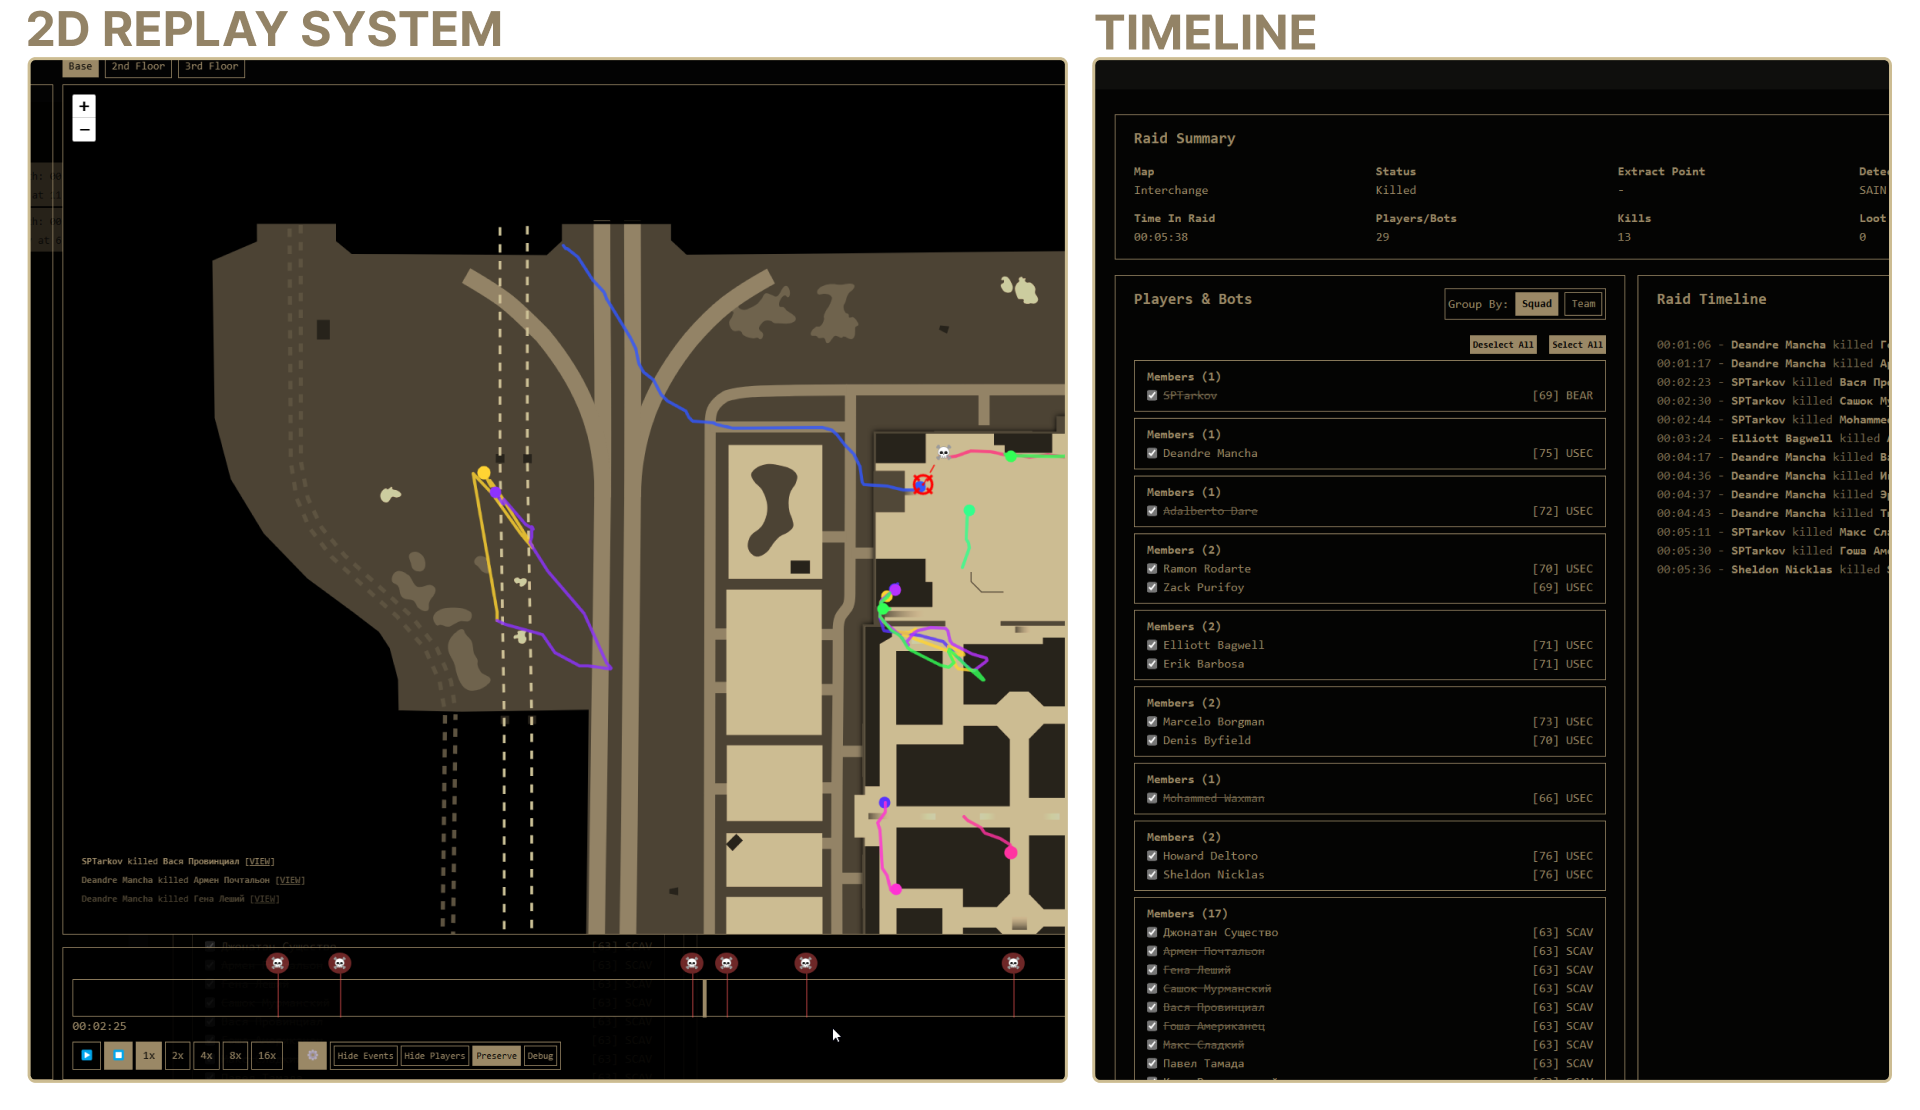 2D REPLAY SYSTEM
Base 2nd Floor 3rd Floor
+
−
SPTarkov killed Вася Провинциал [VIEW]
Deandre Mancha killed Армен Почтальон [VIEW]
Deandre Mancha killed Гена Леший [VIEW]
00:02:25
1x 2x 4x 8x 16x Hide Events Hide Players Preserve Debug
TIMELINE
Raid Summary
Map Status Extract Point
Interchange Killed - SAIN
Time In Raid Players/Bots Kills Loot
00:05:38 29 13 0
Players & Bots
Group By: Squad Team
Deselect All Select All
Members (1)
SPTarkov [69] BEAR
Members (1)
Deandre Mancha [75] USEC
Members (1)
Adalberto Dare [72] USEC
Members (2)
Ramon Rodarte [70] USEC
Zack Purifoy [69] USEC
Members (2)
Elliott Bagwell [71] USEC
Erik Barbosa [71] USEC
Members (2)
Marcelo Borgman [73] USEC
Denis Byfield [70] USEC
Members (1)
Mohammed Waxman [66] USEC
Members (2)
Howard Deltoro [76] USEC
Sheldon Nicklas [76] USEC
Members (17)
Джонатан Существо [63] SCAV
Армен Почтальон [63] SCAV
Гена Леший [63] SCAV
Сашок Мурманский [63] SCAV
Вася Провинциал [63] SCAV
Гоша Американец [63] SCAV
Макс Сладкий [63] SCAV
Павел Тамада [63] SCAV
Raid Timeline
00:01:06 - Deandre Mancha killed
00:01:17 - Deandre Mancha killed
00:02:23 - SPTarkov killed Вася
00:02:30 - SPTarkov killed Сашок
00:02:44 - SPTarkov killed
00:03:24 - Elliott Bagwell killed
00:04:17 - Deandre Mancha killed
00:04:36 - Deandre Mancha killed
00:04:37 - Deandre Mancha killed
00:04:43 - Deandre Mancha killed
00:05:11 - SPTarkov killed Макс
00:05:30 - SPTarkov killed Гоша
00:05:36 - Sheldon Nicklas killed